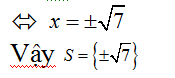 ⇔ x = ±√7
Vậy S = {±√7}